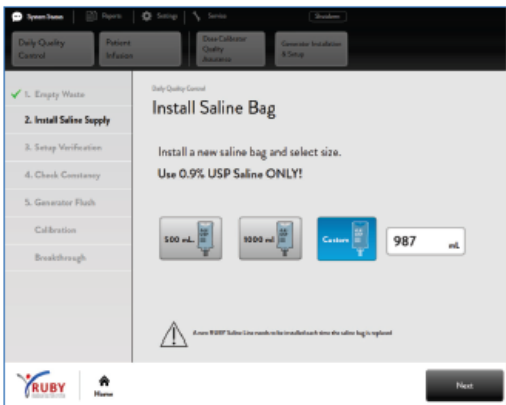 System Status
Reports
Settings
Service
Shutdown
Daily Quality
Control
Patient
Infusion
Dose Calibrator
Quality
Assurance
Generator Installation
& Setup
1. Empty Waste
2. Install Saline Supply
3. Setup Verification
4. Check Constancy
5. Generator Flush
Calibration
Breakthrough
Daily Quality Control
Install Saline Bag
Install a new saline bag and select size.
Use 0.9% USP Saline ONLY!
500 mL
1000 ml
Custom
987 mL
A new RUBY Saline Line needs to be installed each time the saline bag is replaced
RUBY
Home
Next